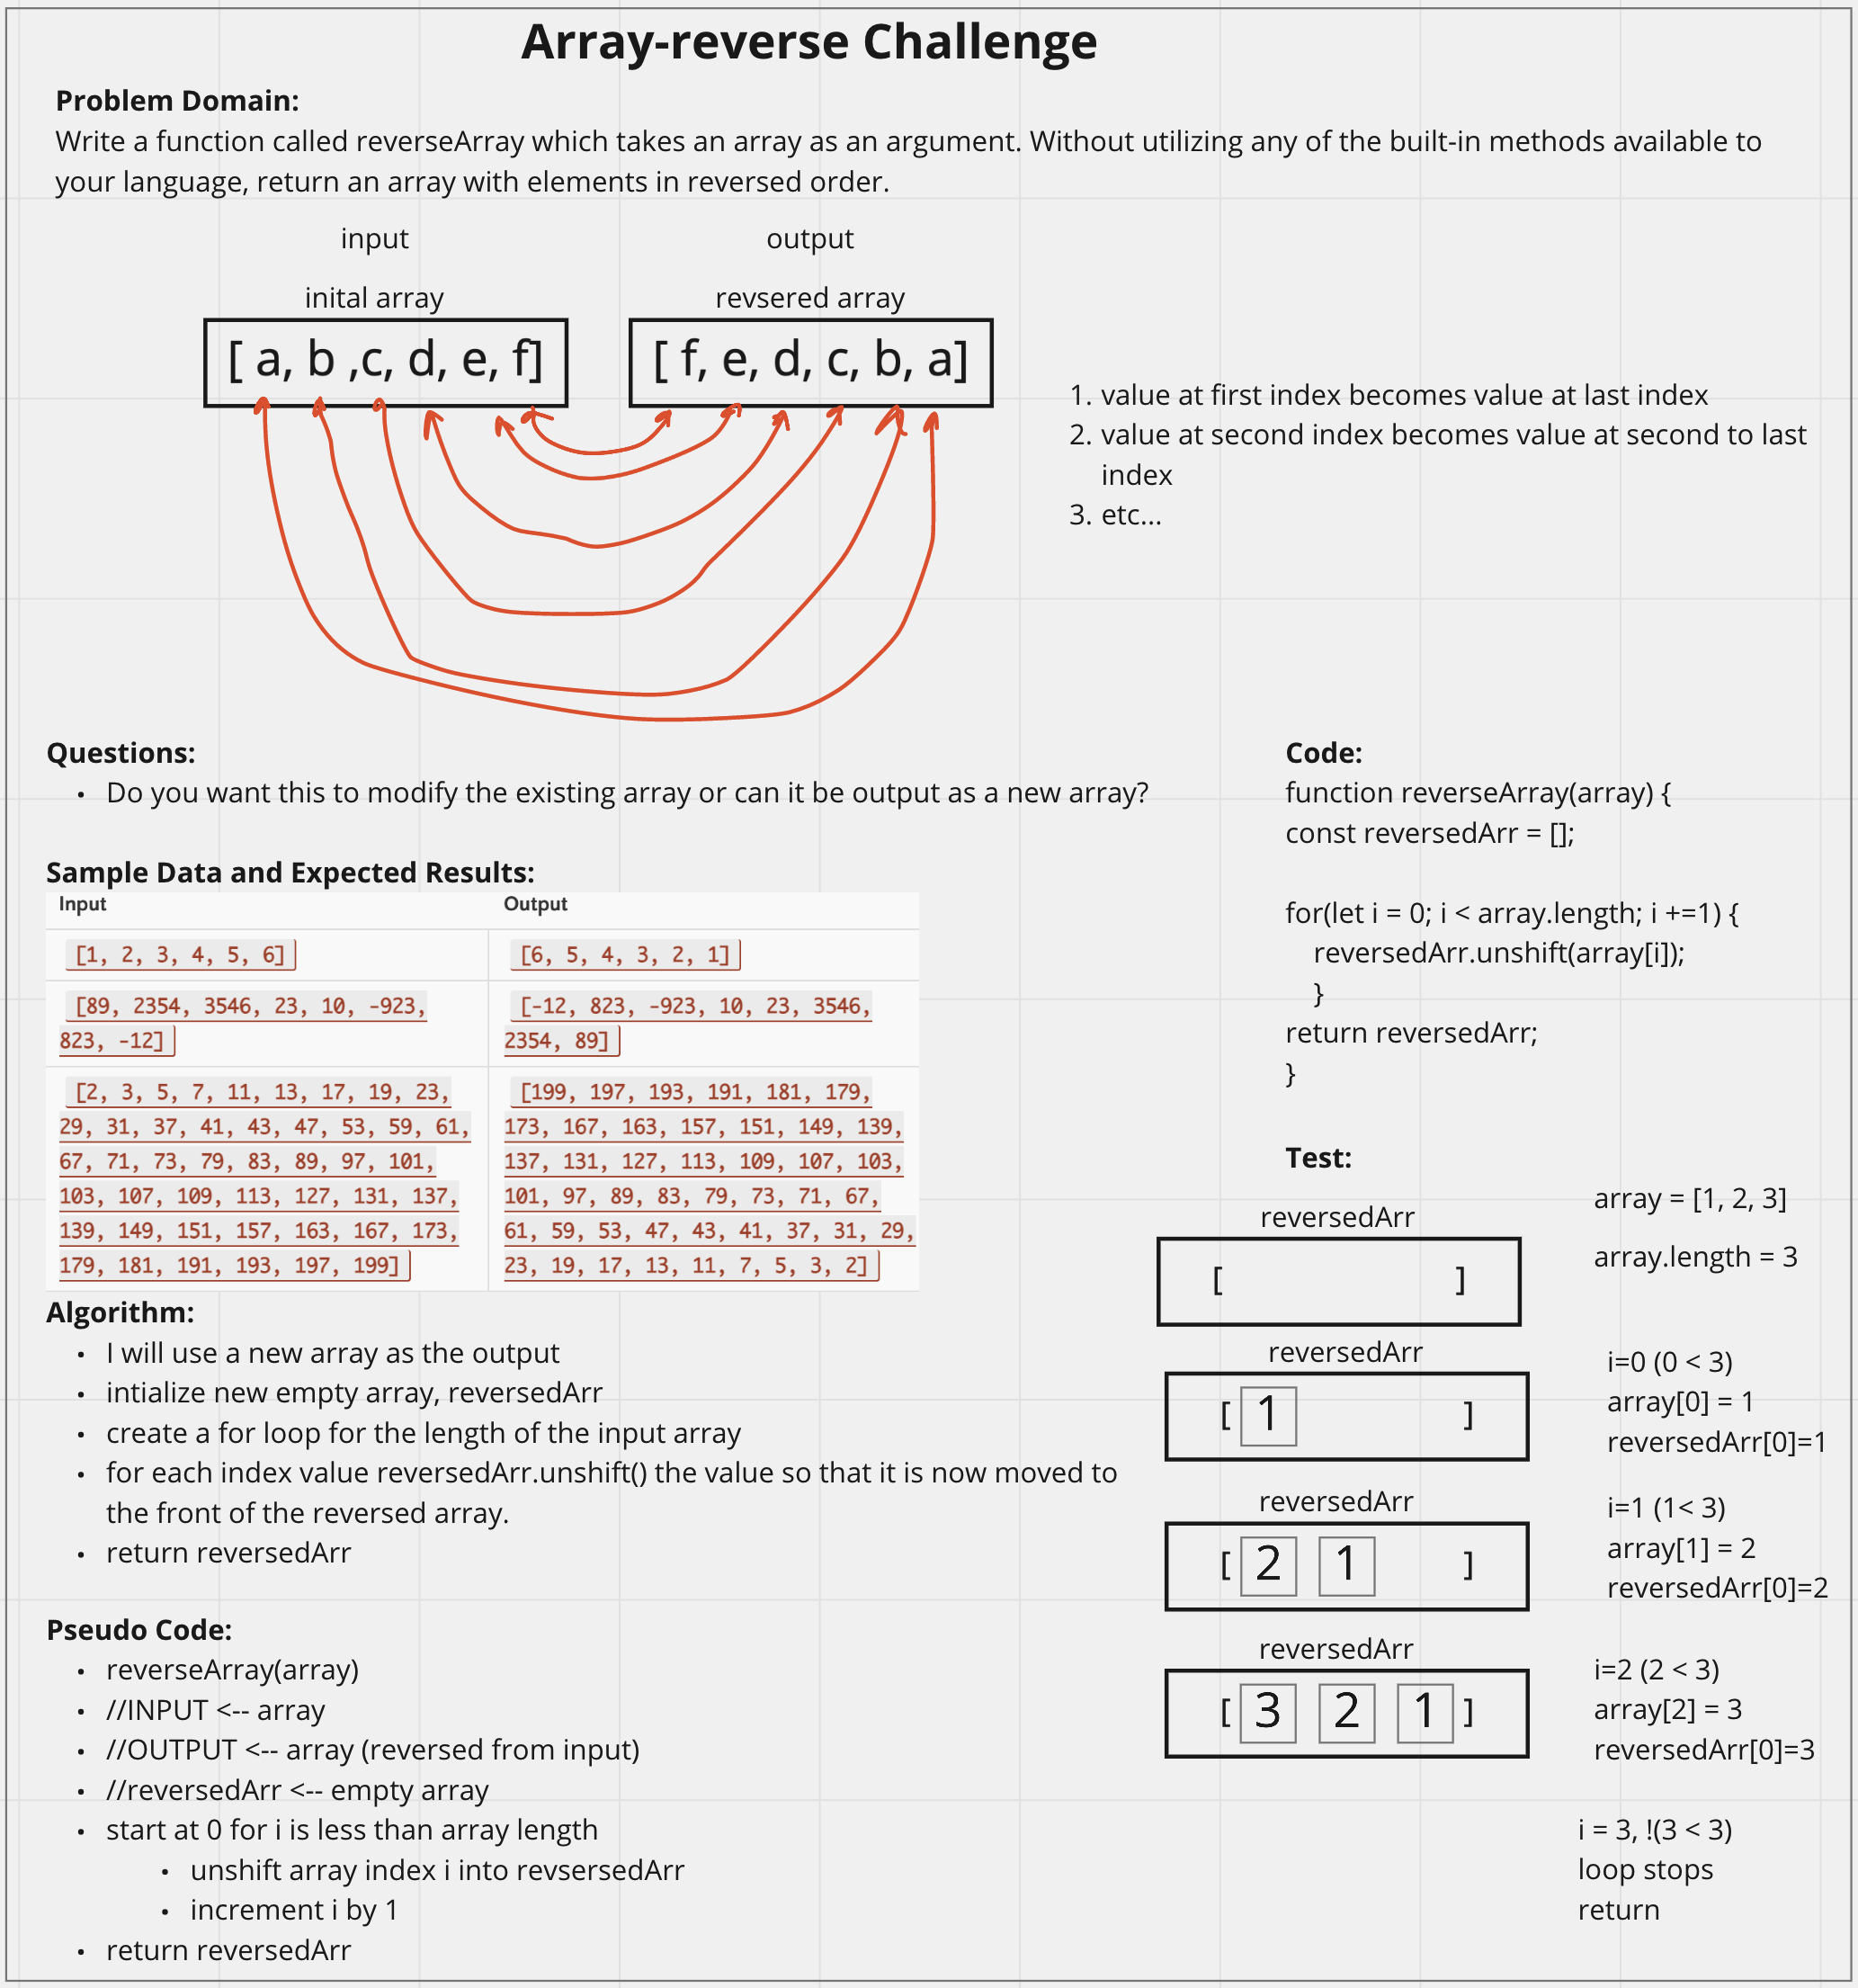 Array-reverse Challenge
Problem Domain:
Write a function called reverseArray which takes an array as an argument. Without utilizing any of the built-in methods available to
your language, return an array with elements in reversed order.
input
output
inital array
revsered array
[ a, b ,c, d, e, f]
[ f, e, d, c, b, a]
1. value at first index becomes value at last index
2. value at second index becomes value at second to last
index
3. etc...
Questions:
• Do you want this to modify the existing array or can it be output as a new array?
Sample Data and Expected Results:
Input
Output
[1, 2, 3, 4, 5, 6]
[6, 5, 4, 3, 2, 1]
[89, 2354, 3546, 23, 10, -923,
823, -12]
[-12, 823, -923, 10, 23, 3546,
2354, 89]
[2, 3, 5, 7, 11, 13, 17, 19, 23,
29, 31, 37, 41, 43, 47, 53, 59, 61,
67, 71, 73, 79, 83, 89, 97, 101,
103, 107, 109, 113, 127, 131, 137,
139, 149, 151, 157, 163, 167, 173,
179, 181, 191, 193, 197, 199]
[199, 197, 193, 191, 181, 179,
173, 167, 163, 157, 151, 149, 139,
137, 131, 127, 113, 109, 107, 103,
101, 97, 89, 83, 79, 73, 71, 67,
61, 59, 53, 47, 43, 41, 37, 31, 29,
23, 19, 17, 13, 11, 7, 5, 3, 2]
Algorithm:
• I will use a new array as the output
• intialize new empty array, reversedArr
• create a for loop for the length of the input array
• for each index value reversedArr.unshift() the value so that it is now moved to
the front of the reversed array.
• return reversedArr
Pseudo Code:
• reverseArray(array)
• //INPUT <-- array
• //OUTPUT <-- array (reversed from input)
• //reversedArr <-- empty array
• start at 0 for i is less than array length
• unshift array index i into revsersedArr
• increment i by 1
• return reversedArr
Code:
function reverseArray(array) {
const reversedArr = [];
for(let i = 0; i < array.length; i +=1) {
reversedArr.unshift(array[i]);
}
return reversedArr;
}
Test:
array = [1, 2, 3]
reversedArr
array.length = 3
[ ]
reversedArr
[ 1 ]
i=0 (0 < 3)
array[0] = 1
reversedArr[0]=1
reversedArr
[ 2 1 ]
i=1 (1< 3)
array[1] = 2
reversedArr[0]=2
reversedArr
[ 3 2 1 ]
i=2 (2 < 3)
array[2] = 3
reversedArr[0]=3
i = 3, !(3 < 3)
loop stops
return